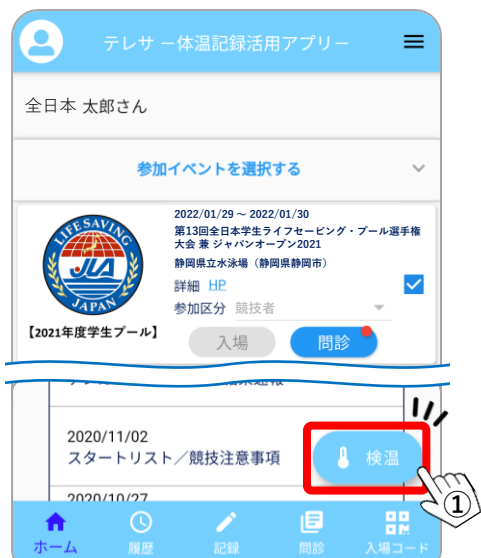 テレサ －体温記録活用アプリ－
全日本 太郎さん
参加イベントを選択する
LIFESAVING
JLA
JAPAN
【2021年度学生プール】
2022/01/29 ～ 2022/01/30
第13回全日本学生ライフセービング・プール選手権
大会 兼 ジャパンオープン2021
静岡県立水泳場（静岡県静岡市）
詳細 HP
参加区分 競技者
入場
問診
2020/11/02
スタートリスト／競技注意事項
検温
①
2020/10/27
ホーム
履歴
記録
問診
入場コード